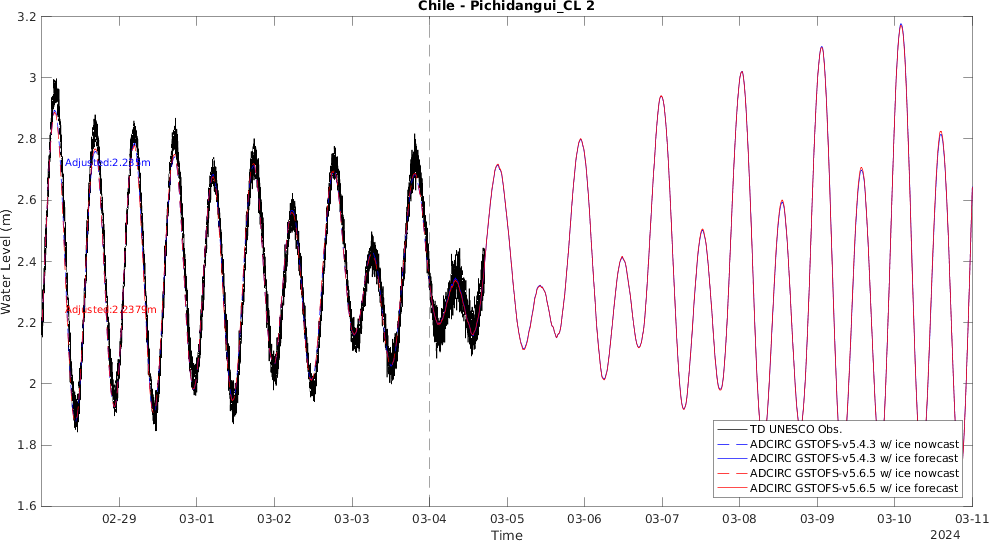 Chile - Pichidangui_CL 2
3.2
3
2.8
2.6
2.4
2.2
2
1.8
1.6
Water Level (m)
Adjusted:2.235m
Adjusted:2.2379m
TD UNESCO Obs.
ADCIRC GSTOFS-v5.4.3 w/ ice nowcast
ADCIRC GSTOFS-v5.4.3 w/ ice forecast
ADCIRC GSTOFS-v5.6.5 w/ ice nowcast
ADCIRC GSTOFS-v5.6.5 w/ ice forecast
02-29 03-01 03-02 03-03 03-04 03-05 03-06 03-07 03-08 03-09 03-10 03-11
Time
2024